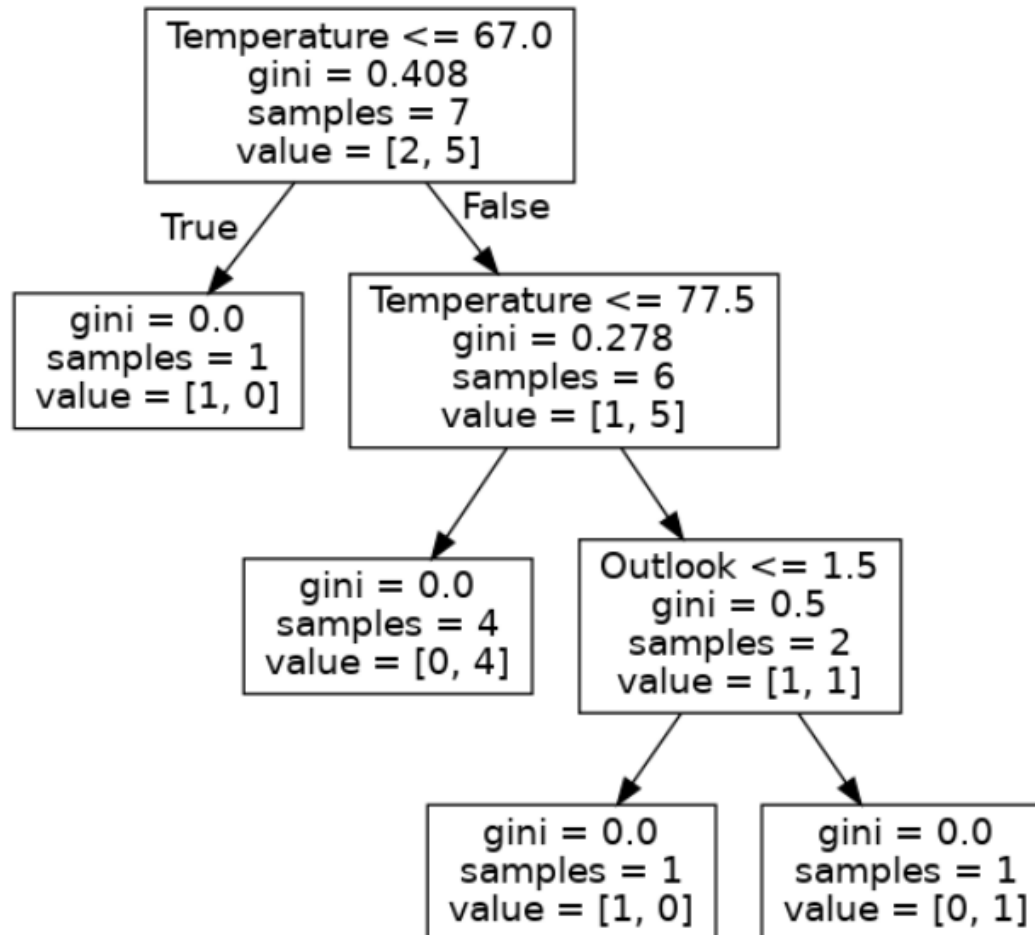 Temperature <= 67.0
gini = 0.408
samples = 7
value = [2, 5]
True
False
gini = 0.0
samples = 1
value = [1, 0]
Temperature <= 77.5
gini = 0.278
samples = 6
value = [1, 5]
gini = 0.0
samples = 4
value = [0, 4]
Outlook <= 1.5
gini = 0.5
samples = 2
value = [1, 1]
gini = 0.0
samples = 1
value = [1, 0]
gini = 0.0
samples = 1
value = [0, 1]